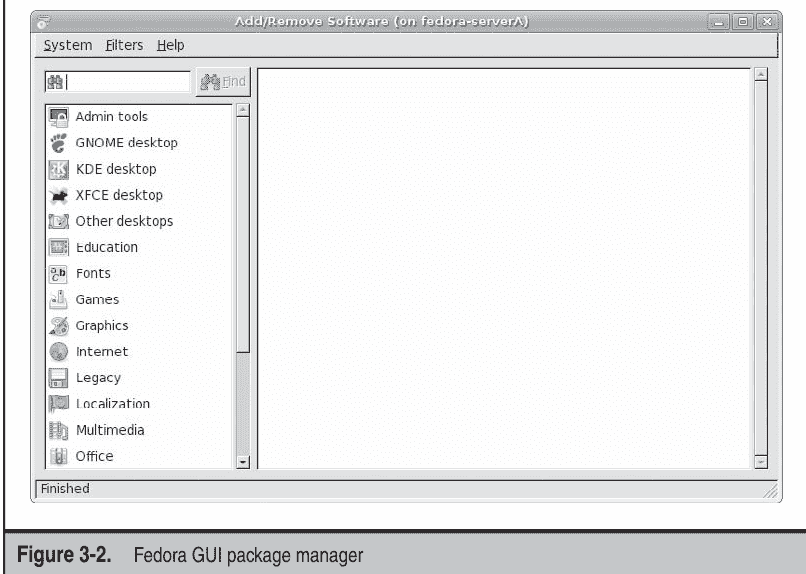 Add/Remove Software (on fedora-serverA)
System Filters Help
Find
Admin tools
GNOME desktop
KDE desktop
XFCE desktop
Other desktops
Education
Fonts
Games
Graphics
Internet
Legacy
Localization
Multimedia
Office
Finished
Figure 3-2. Fedora GUI package manager